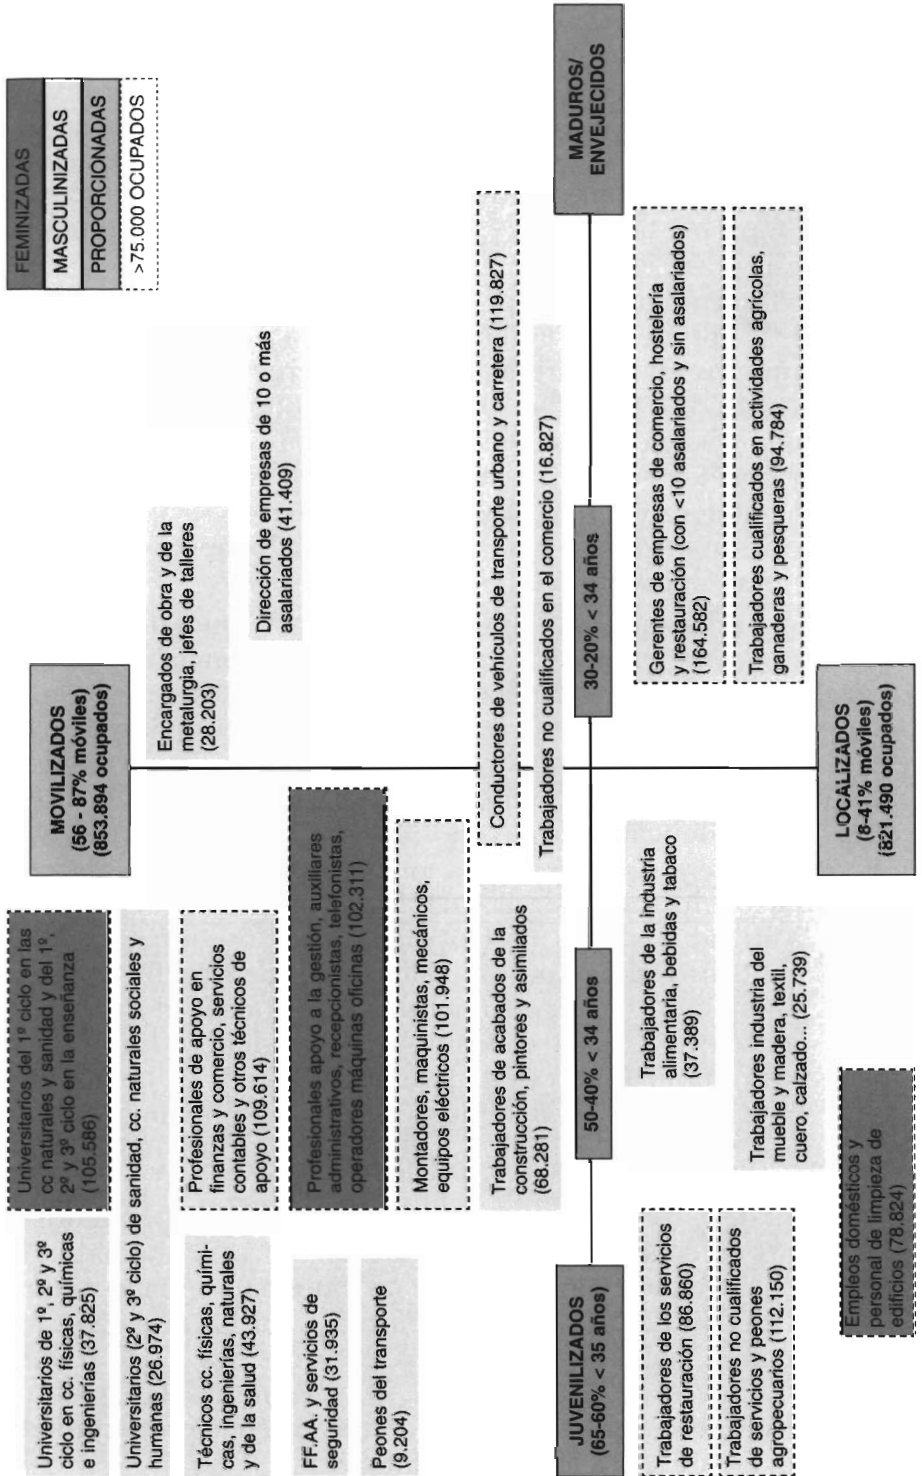 FEMINIZADAS
MASCULINIZADAS
PROPORCIONADAS
>75.000 OCUPADOS
MOVILIZADOS
(56 - 87% móviles)
(853.894 ocupados)
Universitarios de 1º, 2º y 3º
ciclo en cc. físicas, químicas
e ingenierías (37.825)
Universitarios del 1º ciclo en las
cc naturales y sanidad y del 1º,
2º y 3º ciclo en la enseñanza
(105.586)
Universitarios (2º y 3º ciclo) de sanidad, cc. naturales sociales y
humanas (26.974)
Encargados de obra y de la
metalurgia, jefes de talleres
(28.203)
Técnicos cc. físicas, quími-
cas, ingenierías, naturales
y de la salud (43.927)
Profesionales de apoyo en
finanzas y comercio, servicios
contables y otros técnicos de
apoyo (109.614)
Dirección de empresas de 10 o más
asalariados (41.409)
FF.AA. y servicios de
seguridad (31.935)
Profesionales apoyo a la gestión, auxiliares
administrativos, recepcionistas, telefonistas,
operadores máquinas oficinas (102.311)
Peones del transporte
(9.204)
Montadores, maquinistas, mecánicos,
equipos eléctricos (101.948)
Conductores de vehículos de transporte urbano y carretera (119.827)
Trabajadores de acabados de la
construcción, pintores y asimilados
(68.281)
Trabajadores no cualificados en el comercio (16.827)
JUVENILIZADOS
(65-60% < 35 años)
50-40% < 34 años
30-20% < 34 años
MADUROS/
ENVEJECIDOS
Trabajadores de los servicios
de restauración (86.860)
Trabajadores de la industria
alimentaria, bebidas y tabaco
(37.389)
Gerentes de empresas de comercio, hostelería
y restauración (con <10 asalariados y sin asalariados)
(164.582)
Trabajadores no cualificados
de servicios y peones
agropecuarios (112.150)
Trabajadores industria del
mueble y madera, textil,
cuero, calzado... (25.739)
Trabajadores cualificados en actividades agrícolas,
ganaderas y pesqueras (94.784)
Empleos domésticos y
personal de limpieza de
edificios (78.824)
LOCALIZADOS
(8-41% móviles)
(821.490 ocupados)